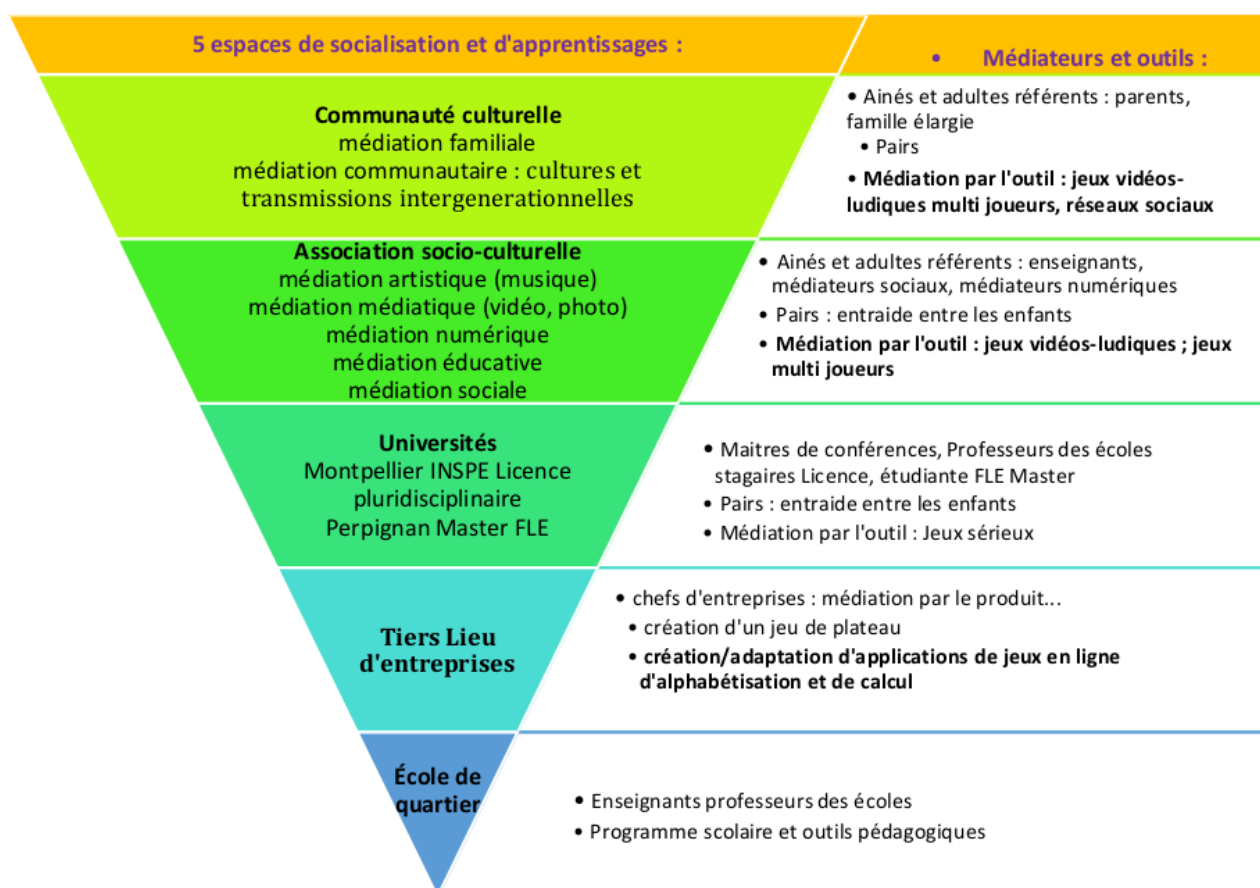 5 espaces de socialisation et d'apprentissages :
• Médiateurs et outils :
Communauté culturelle
médiation familiale
médiation communautaire : cultures et
transmissions intergenerationnelles
• Ainés et adultes référents : parents,
famille élargie
• Pairs
• Médiation par l'outil : jeux vidéos-
ludiques multi joueurs, réseaux sociaux
Association socio-culturelle
médiation artistique (musique)
médiation médiatique (vidéo, photo)
médiation numérique
médiation éducative
médiation sociale
• Ainés et adultes référents : enseignants,
médiateurs sociaux, médiateurs numériques
• Pairs : entraide entre les enfants
• Médiation par l'outil : jeux vidéos-ludiques ; jeux
multi joueurs
Universités
Montpellier INSPE Licence
pluridisciplinaire
Perpignan Master FLE
• Maitres de conférences, Professeurs des écoles
stagaires Licence, étudiante FLE Master
• Pairs : entraide entre les enfants
• Médiation par l'outil : Jeux sérieux
Tiers Lieu
d'entreprises
• chefs d'entreprises : médiation par le produit...
• création d'un jeu de plateau
• création/adaptation d'applications de jeux en ligne
d'alphabétisation et de calcul
École de
quartier
• Enseignants professeurs des écoles
• Programme scolaire et outils pédagogiques